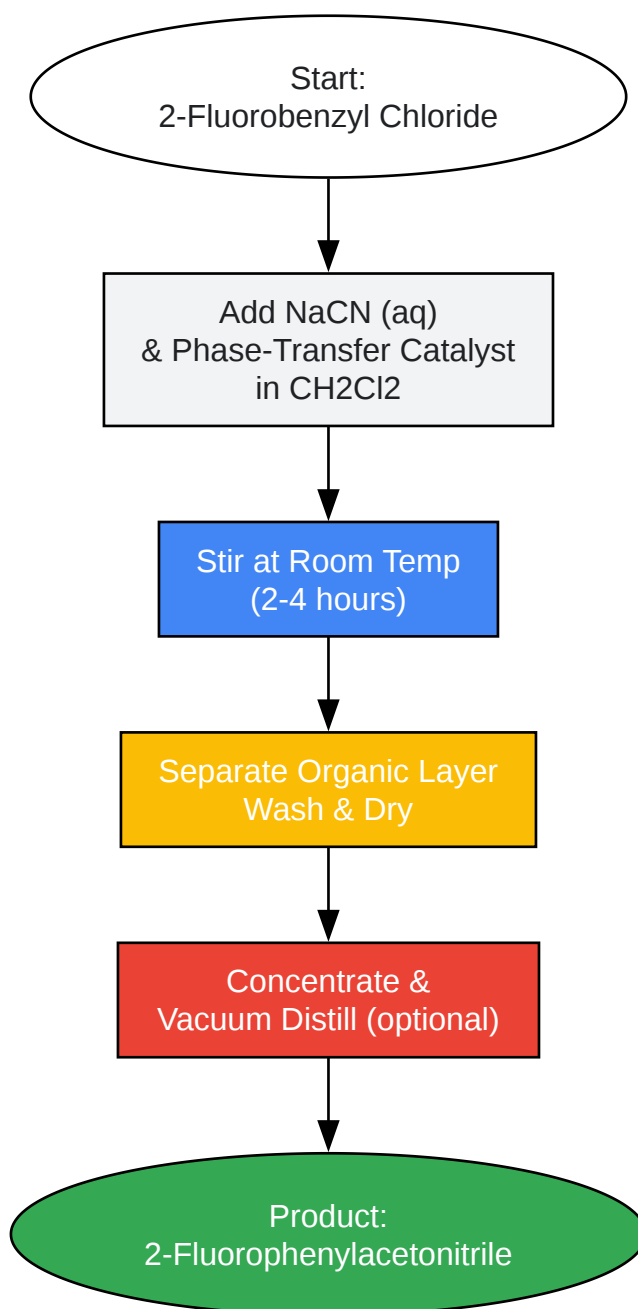 Start:
2-Fluorobenzyl Chloride
Add NaCN (aq)
& Phase-Transfer Catalyst
in CH2Cl2
Stir at Room Temp
(2-4 hours)
Separate Organic Layer
Wash & Dry
Concentrate &
Vacuum Distill (optional)
Product:
2-Fluorophenylacetonitrile